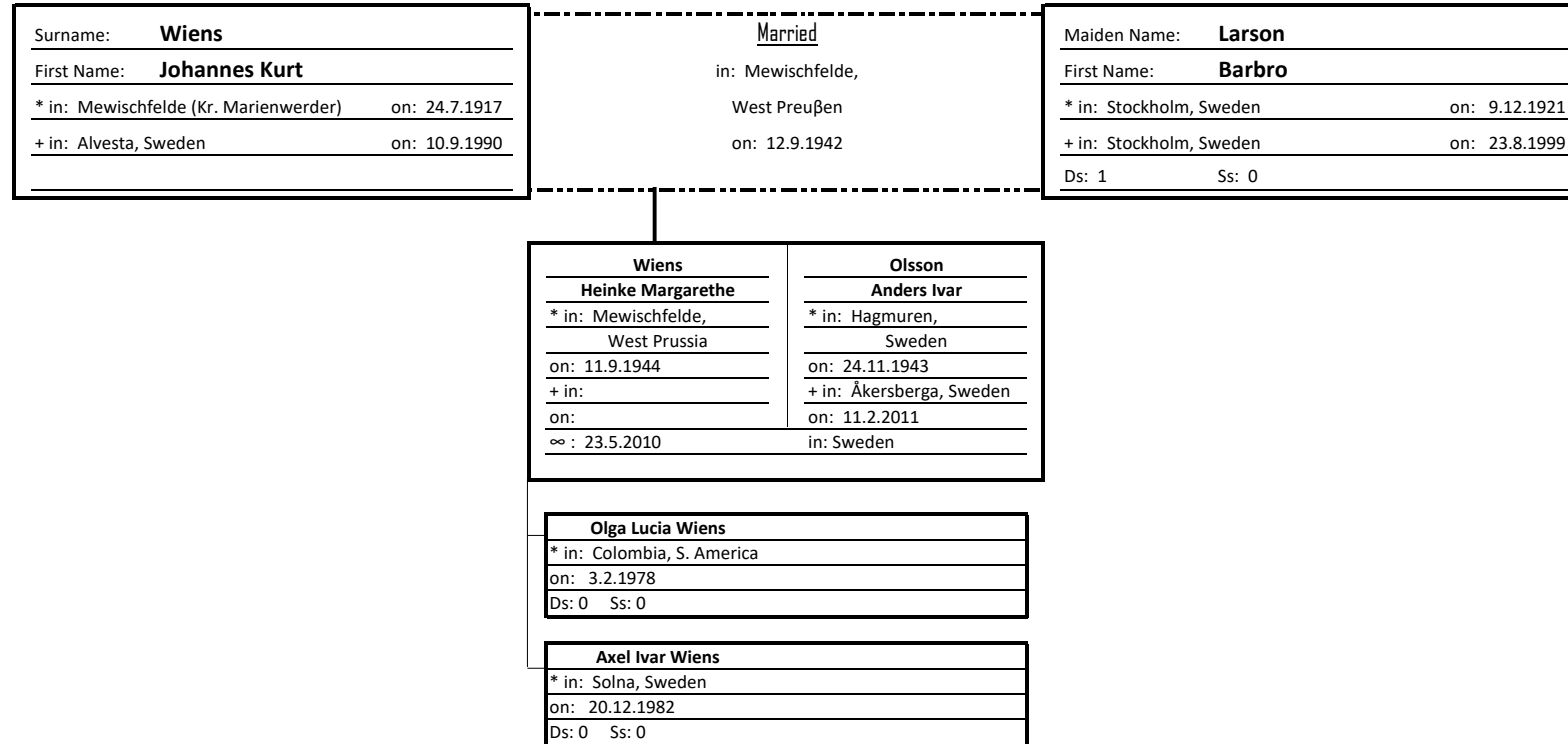 Surname: Wiens
First Name: Johannes Kurt
* in: Mewischfelde (Kr. Marienwerder) on: 24.7.1917
+ in: Alvesta, Sweden on: 10.9.1990
Married
in: Mewischfelde,
West Preuβen
on: 12.9.1942
Maiden Name: Larson
First Name: Barbro
* in: Stockholm, Sweden on: 9.12.1921
+ in: Stockholm, Sweden on: 23.8.1999
Ds: 1 Ss: 0
Wiens
Heinke Margarethe
* in: Mewischfelde,
West Prussia
on: 11.9.1944
+ in:
on:
Olsson
Anders Ivar
* in: Hagmuren,
Sweden
on: 24.11.1943
+ in: Åkersberga, Sweden
on: 11.2.2011
∞ : 23.5.2010 in: Sweden
Olga Lucia Wiens
* in: Colombia, S. America
on: 3.2.1978
Ds: 0 Ss: 0
Axel Ivar Wiens
* in: Solna, Sweden
on: 20.12.1982
Ds: 0 Ss: 0